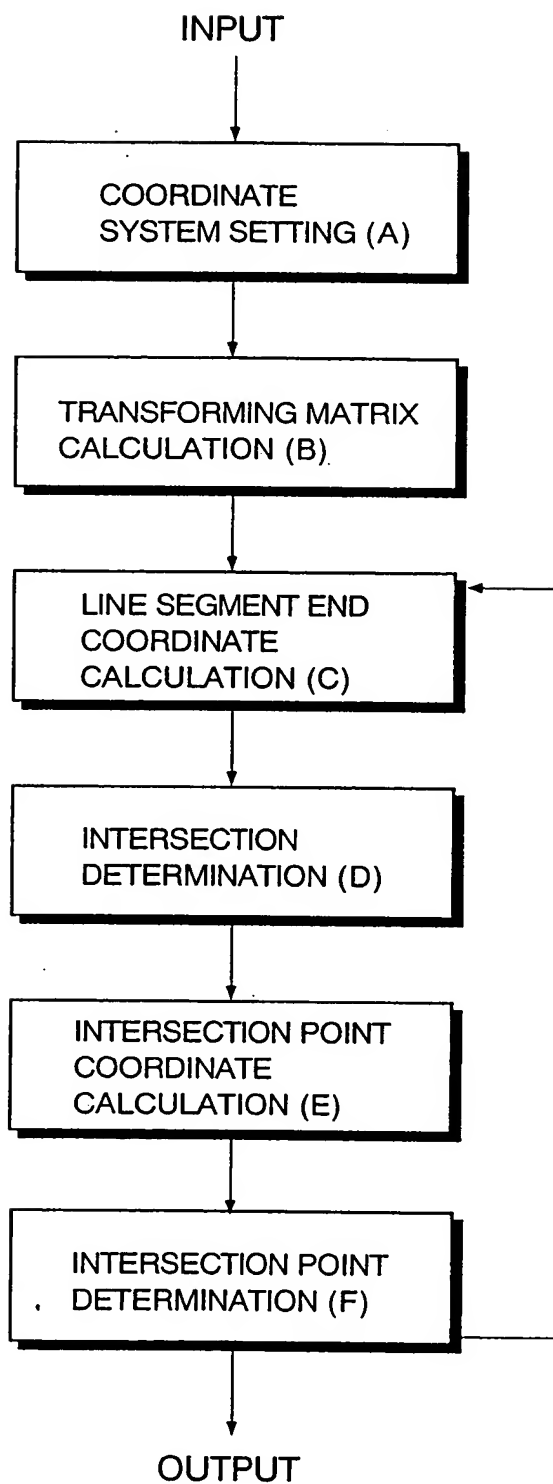 INPUT
COORDINATE
SYSTEM SETTING (A)
TRANSFORMING MATRIX
CALCULATION (B)
LINE SEGMENT END
COORDINATE
CALCULATION (C)
INTERSECTION
DETERMINATION (D)
INTERSECTION POINT
COORDINATE
CALCULATION (E)
INTERSECTION POINT
DETERMINATION (F)
OUTPUT